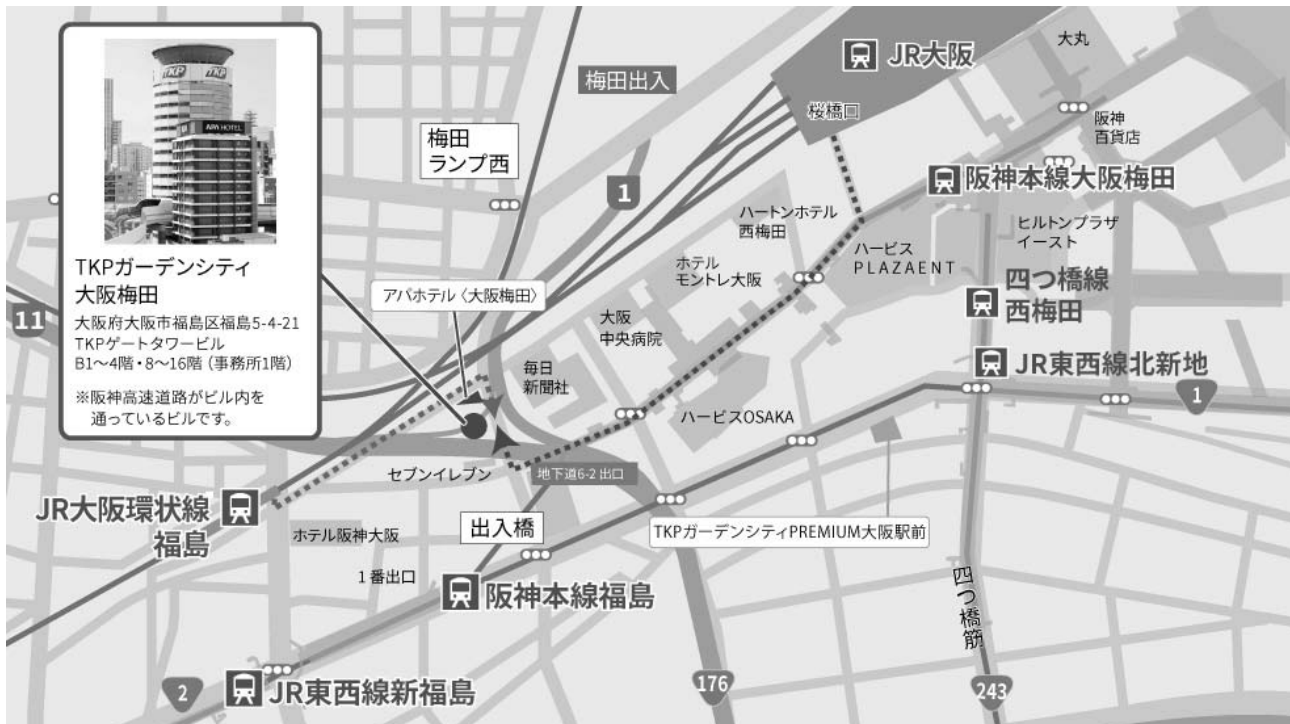 TKP
TKP
APA HOTEL
TKPガーデンシティ
大阪梅田
大阪府大阪市福島区福島5-4-21
TKPゲートタワービル
B1〜4階・8〜16階 (事務所1階)
※阪神高速道路がビル内を
通っているビルです。
梅田出入
梅田
ランプ西
1
11
JR大阪
桜橋口
大丸
阪神
百貨店
阪神本線大阪梅田
ハートンホテル
西梅田
ハービス
PLAZAENT
ヒルトンプラザ
イースト
ホテル
モントレ大阪
四つ橋線
西梅田
アパホテル〈大阪梅田〉
大阪
中央病院
毎日
新聞社
JR東西線北新地
1
ハービスOSAKA
セブンイレブン
地下道6-2 出口
JR大阪環状線
福島
ホテル阪神大阪
出入橋
TKPガーデンシティPREMIUM大阪駅前
1番出口
阪神本線福島
四つ橋筋
2
JR東西線新福島
176
243